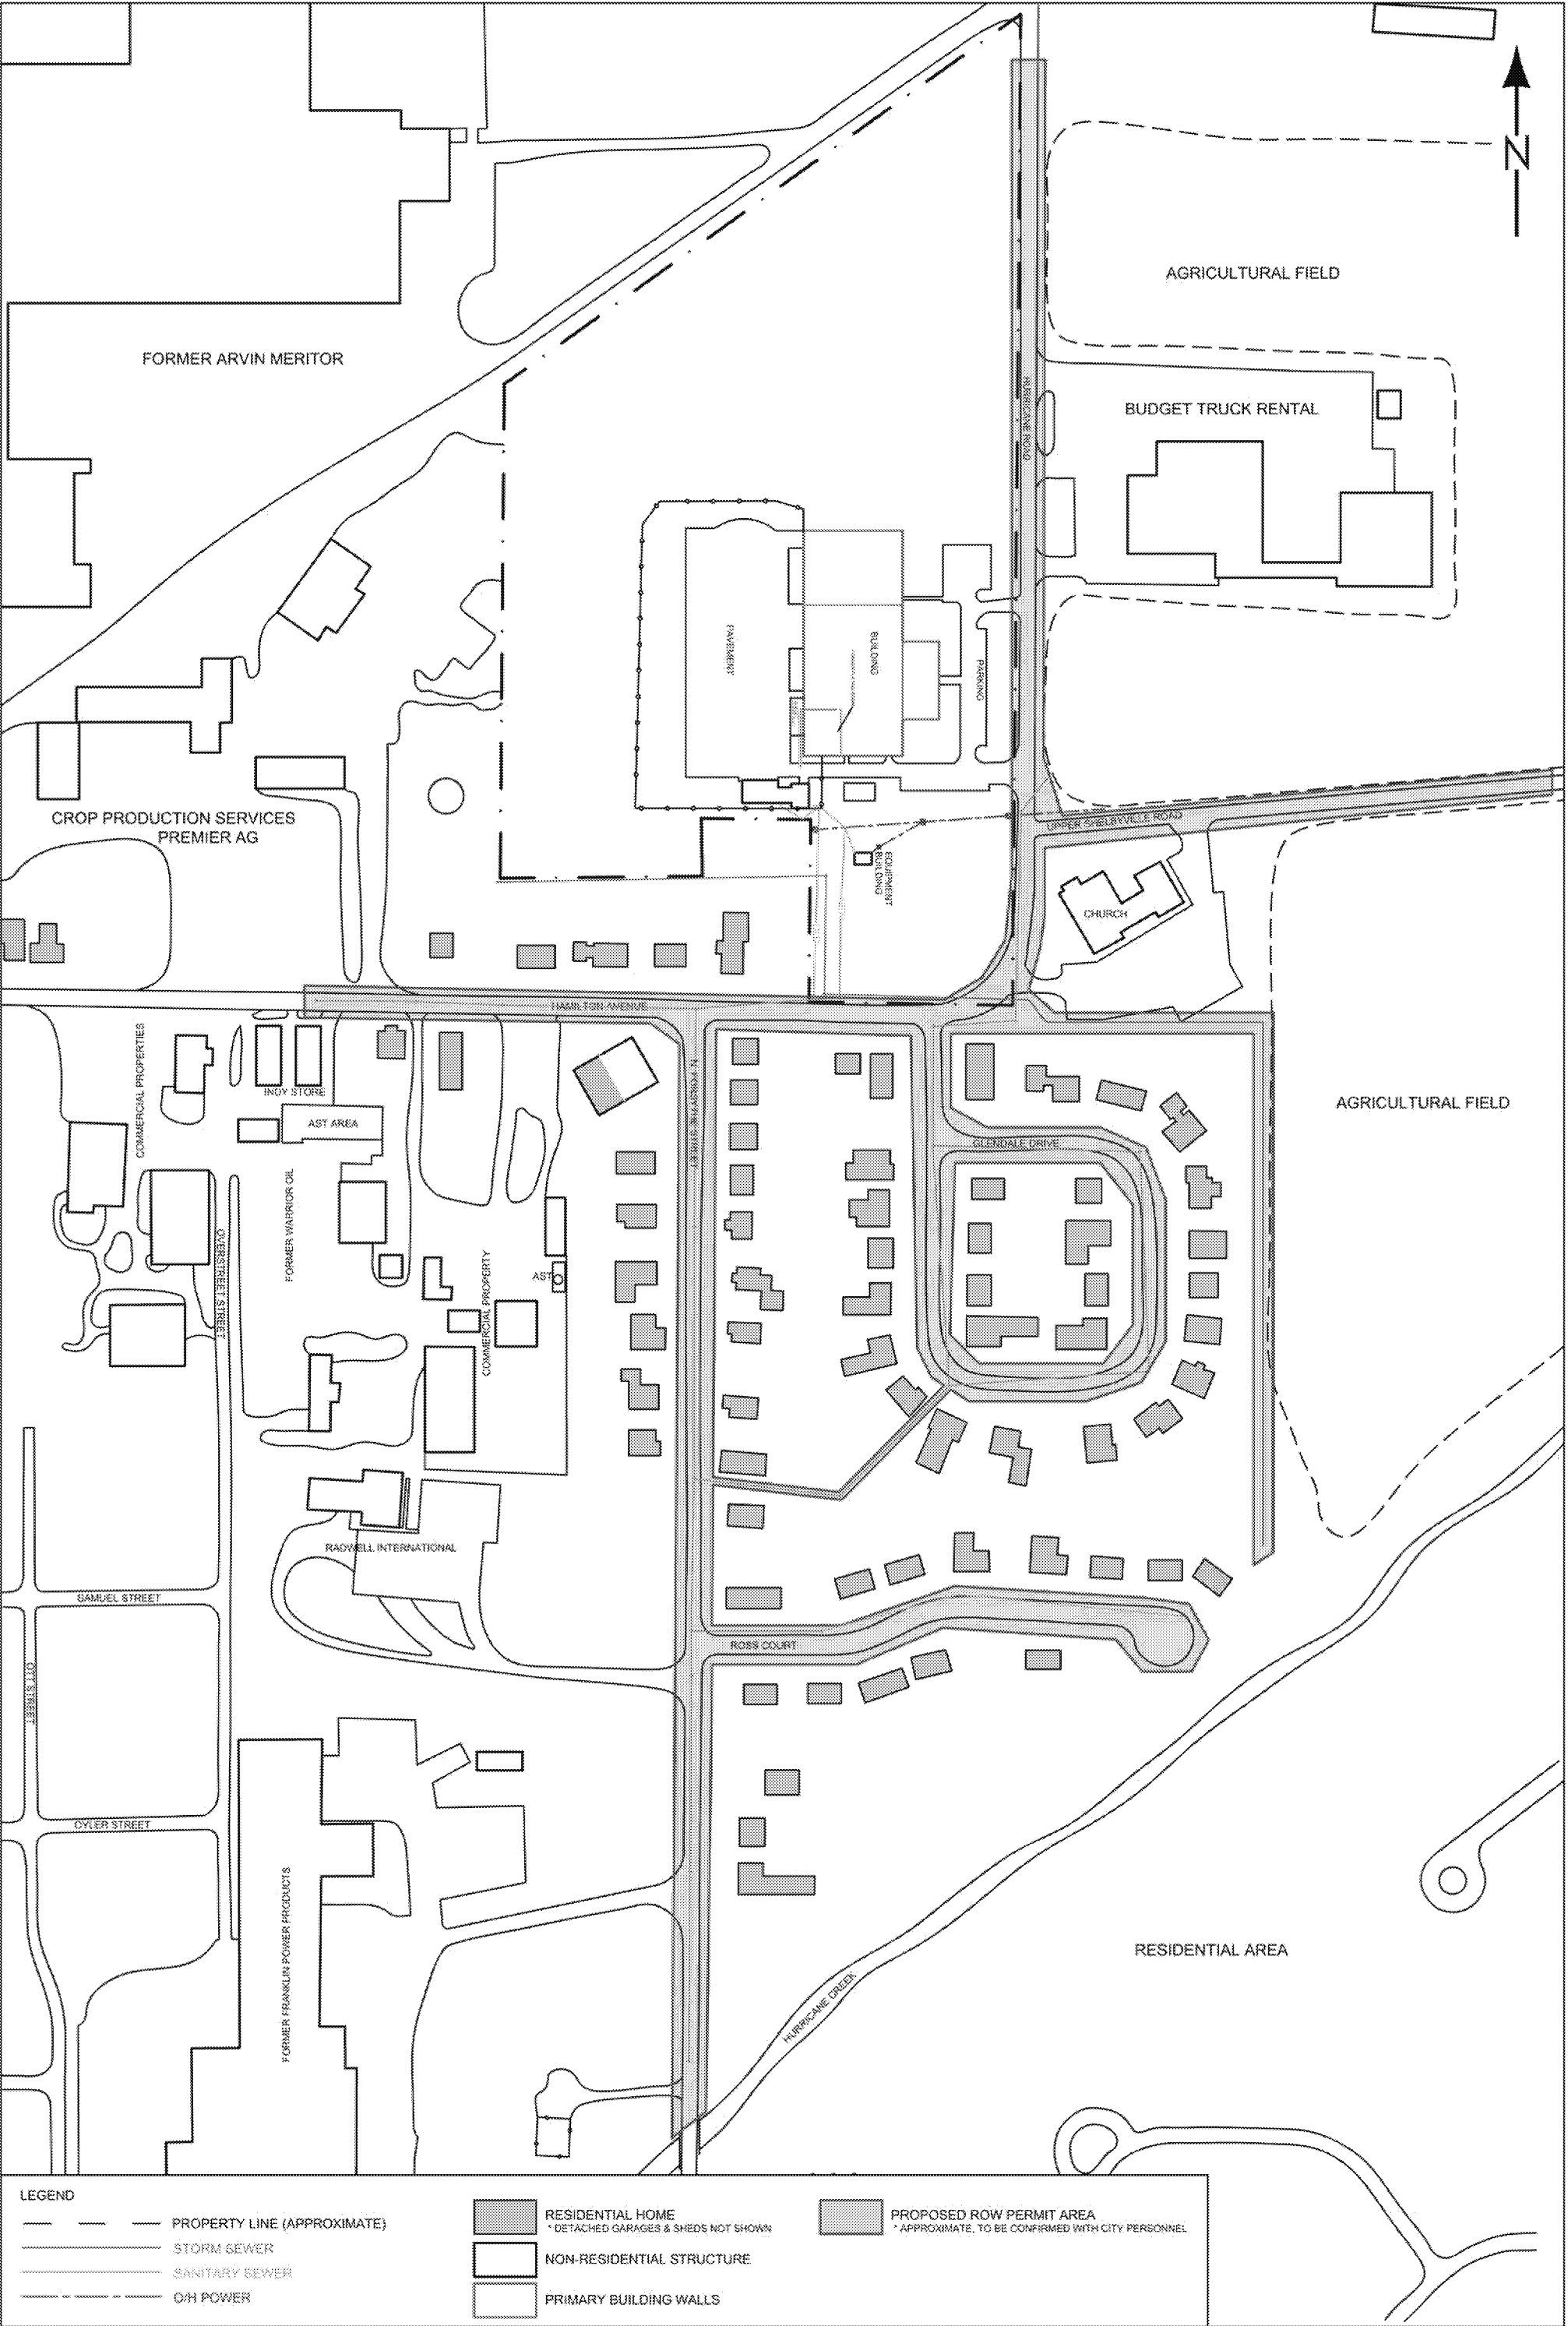 N
AGRICULTURAL FIELD
FORMER ARVIN MERITOR
HURRICANE ROAD
BUDGET TRUCK RENTAL
PAVEMENT
BUILDING
PARKING
CROP PRODUCTION SERVICES
PREMIER AG
UPPER SHELBYVILLE ROAD
EQUIPMENT
BUILDING
CHURCH
HAMILTON AVENUE
COMMERCIAL PROPERTIES
INDY STORE
AST AREA
N. FORSYTHE STREET
GLENDALE DRIVE
AGRICULTURAL FIELD
FORMER WARRIOR OIL
OVERSTREET STREET
COMMERCIAL PROPERTY
AST
RADWELL INTERNATIONAL
SAMUEL STREET
OTT STREET
ROSS COURT
CYLER STREET
FORMER FRANKLIN POWER PRODUCTS
HURRICANE CREEK
RESIDENTIAL AREA
LEGEND
PROPERTY LINE (APPROXIMATE)
STORM SEWER
SANITARY SEWER
O/H POWER
RESIDENTIAL HOME
* DETACHED GARAGES & SHEDS NOT SHOWN
NON-RESIDENTIAL STRUCTURE
PRIMARY BUILDING WALLS
PROPOSED ROW PERMIT AREA
* APPROXIMATE, TO BE CONFIRMED WITH CITY PERSONNEL